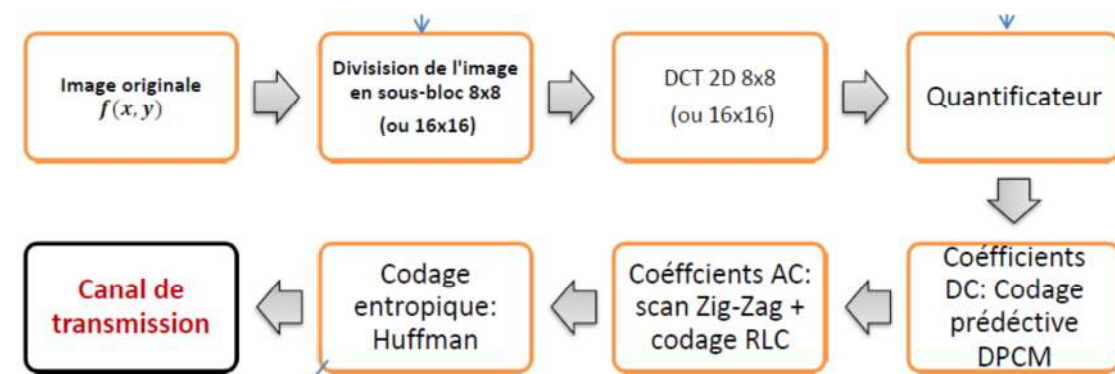 Image originale
f(x, y)
Divisision de l'image
en sous-bloc 8x8
(ou 16x16)
DCT 2D 8x8
(ou 16x16)
Quantificateur
Coéfficients
DC: Codage
prédéctive
DPCM
Coéffcients AC:
scan Zig-Zag +
codage RLC
Codage
entropique:
Huffman
Canal de
transmission